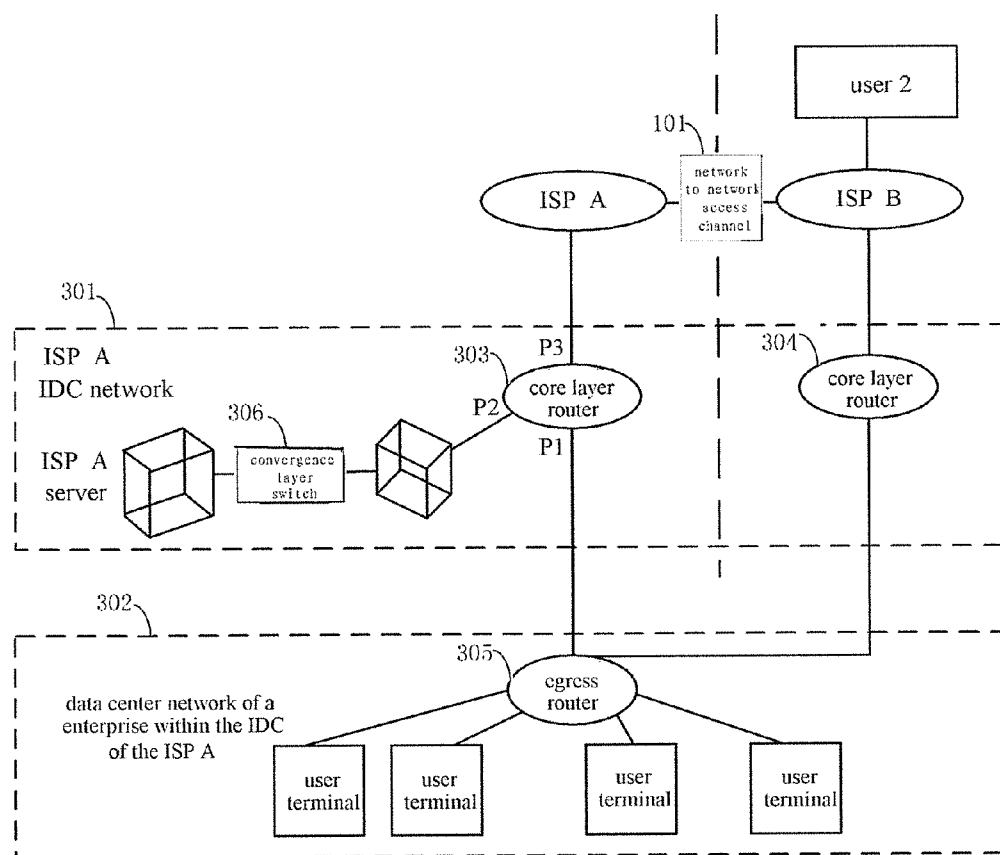 user 2
101
network
to network
access
channel
ISP A
ISP B
301
ISP A
IDC network
303
P3
core layer
router
304
core layer
router
P2
306
P1
ISP A
server
convergence
layer
switch
302
305
egress
router
data center network of a
enterprise within the IDC
of the ISP A
user
terminal
user
terminal
user
terminal
user
terminal